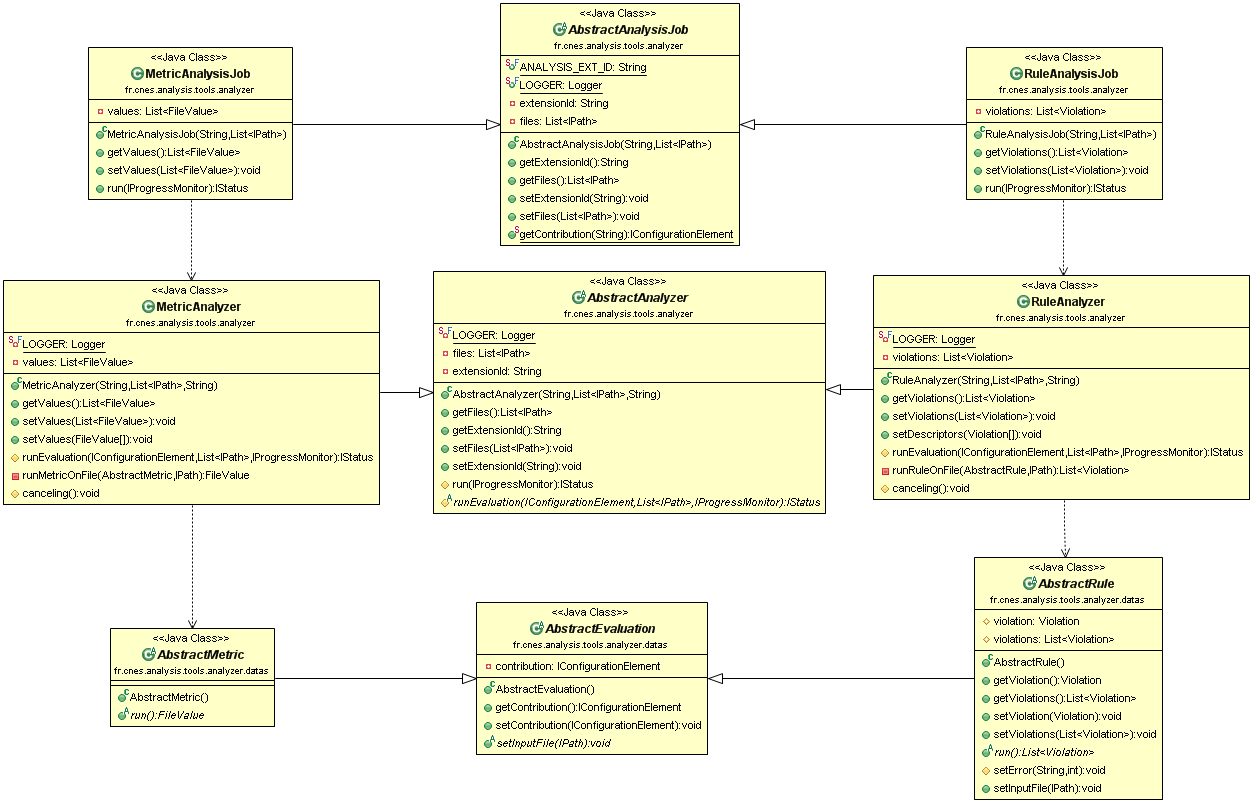 <<Java Class>>
MetricAnalysisJob
fr.cnes.analysis.tools.analyzer
values: List<FileValue>
MetricAnalysisJob(String,List<IPath>)
getValues():List<FileValue>
setValues(List<FileValue>):void
run(IProgressMonitor):IStatus
<<Java Class>>
AbstractAnalysisJob
fr.cnes.analysis.tools.analyzer
ANALYSIS_EXT_ID: String
LOGGER: Logger
extensionId: String
files: List<IPath>
AbstractAnalysisJob(String,List<IPath>)
getExtensionId():String
getFiles():List<IPath>
setExtensionId(String):void
setFiles(List<IPath>):void
getContribution(String):IConfigurationElement
<<Java Class>>
RuleAnalysisJob
fr.cnes.analysis.tools.analyzer
violations: List<Violation>
RuleAnalysisJob(String,List<IPath>)
getViolations():List<Violation>
setViolations(List<Violation>):void
run(IProgressMonitor):IStatus
<<Java Class>>
MetricAnalyzer
fr.cnes.analysis.tools.analyzer
LOGGER: Logger
values: List<FileValue>
MetricAnalyzer(String,List<IPath>,String)
getValues():List<FileValue>
setValues(List<FileValue>):void
setValues(FileValue[]):void
runEvaluation(IConfigurationElement,List<IPath>,IProgressMonitor):IStatus
runMetricOnFile(AbstractMetric,IPath):FileValue
canceling():void
<<Java Class>>
AbstractAnalyzer
fr.cnes.analysis.tools.analyzer
LOGGER: Logger
files: List<IPath>
extensionId: String
AbstractAnalyzer(String,List<IPath>,String)
getFiles():List<IPath>
getExtensionId():String
setFiles(List<IPath>):void
setExtensionId(String):void
run(IProgressMonitor):IStatus
runEvaluation(IConfigurationElement,List<IPath>,IProgressMonitor):IStatus
<<Java Class>>
RuleAnalyzer
fr.cnes.analysis.tools.analyzer
LOGGER: Logger
violations: List<Violation>
RuleAnalyzer(String,List<IPath>,String)
getViolations():List<Violation>
setViolations(List<Violation>):void
setDescriptors(Violation[]):void
runEvaluation(IConfigurationElement,List<IPath>,IProgressMonitor):IStatus
runRuleOnFile(AbstractRule,IPath):List<Violation>
canceling():void
<<Java Class>>
AbstractMetric
fr.cnes.analysis.tools.analyzer.datas
AbstractMetric()
run():FileValue
<<Java Class>>
AbstractEvaluation
fr.cnes.analysis.tools.analyzer.datas
contribution: IConfigurationElement
AbstractEvaluation()
getContribution():IConfigurationElement
setContribution(IConfigurationElement):void
setInputFile(IPath):void
<<Java Class>>
AbstractRule
fr.cnes.analysis.tools.analyzer.datas
violation: Violation
violations: List<Violation>
AbstractRule()
getViolation():Violation
getViolations():List<Violation>
setViolation(Violation):void
setViolations(List<Violation>):void
run():List<Violation>
setError(String,int):void
setInputFile(IPath):void